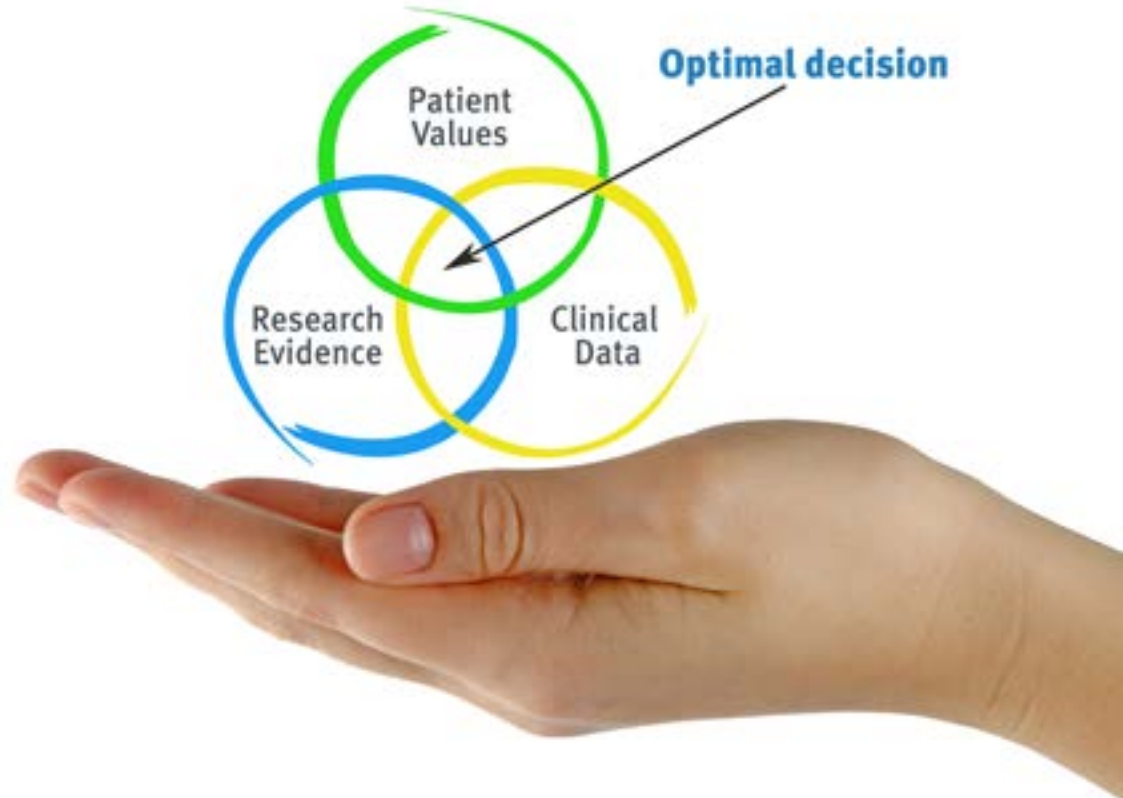 Optimal decision
Patient
Values
Research
Evidence
Clinical
Data